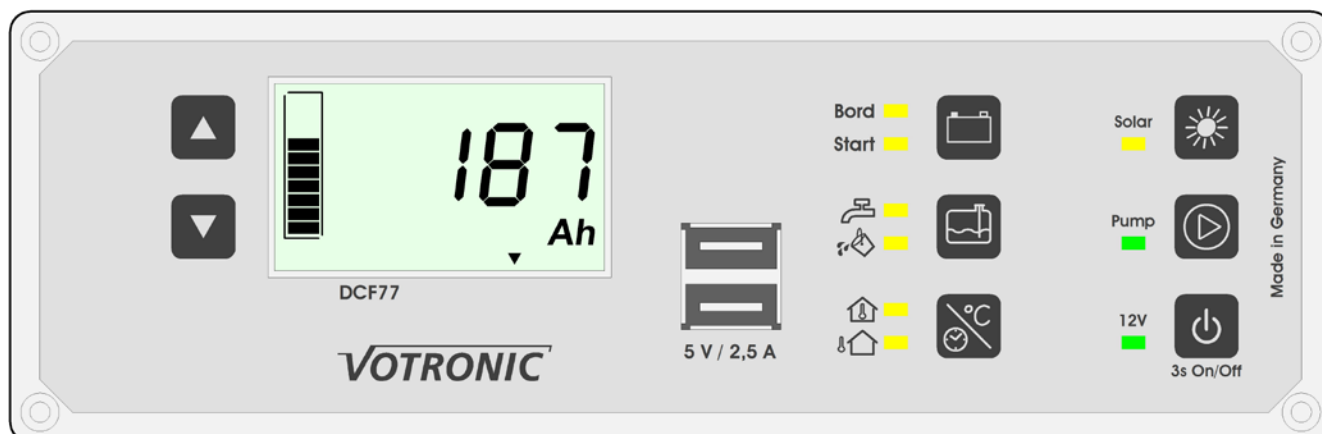 187
Ah
DCF77
VOTRONIC
5 V / 2,5 A
Bord
Start
°C
Solar
Pump
12V
3s On/Off
Made in Germany